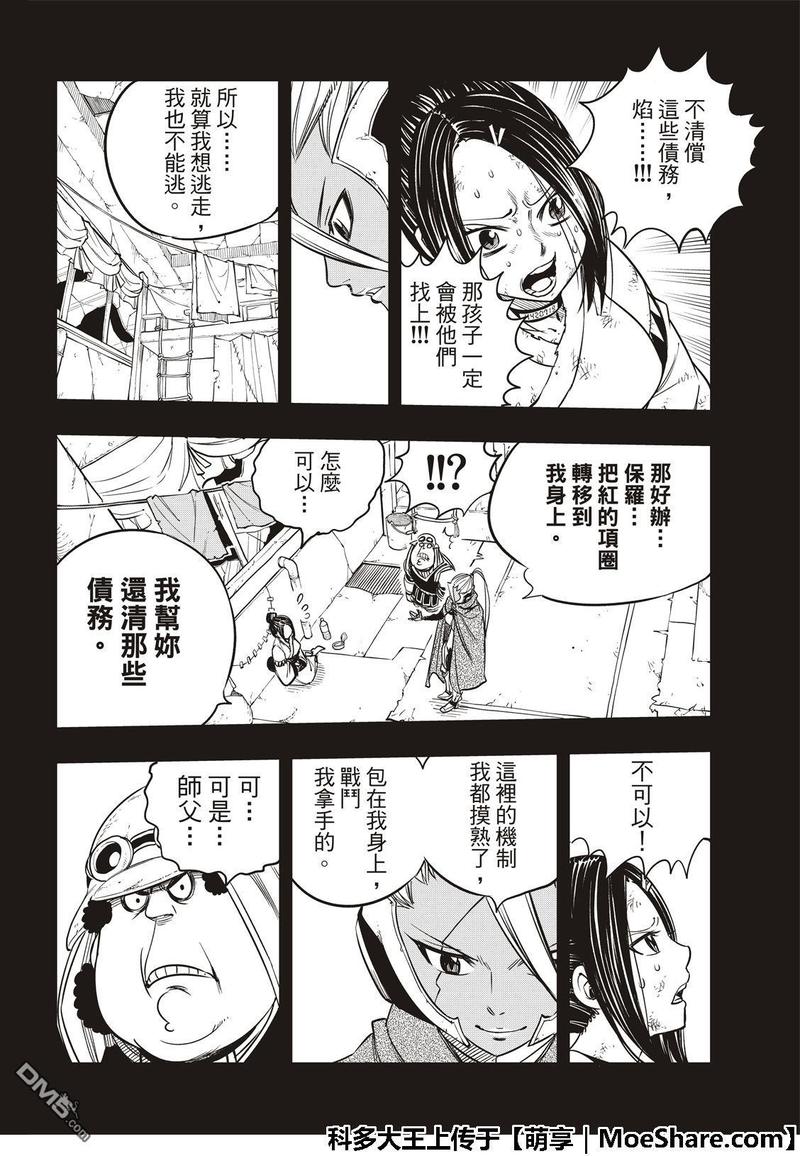 不清償
這些債務，
焰……!!!
那孩子一定
會被他們
找上!!!
所以……
就算我想逃走，
我也不能逃。
那好辦…
保羅…
把紅的項圈
轉移到
我身上。
!!?
怎麼
可以…
我幫妳
還清那些
債務。
不可以！
這裡的機制
我都摸熟了，
包在我身上，
戰鬥
我拿手的。
可…
可是…
師父…
DM5.COM
科多大王上传于【萌享|MoeShare.com】